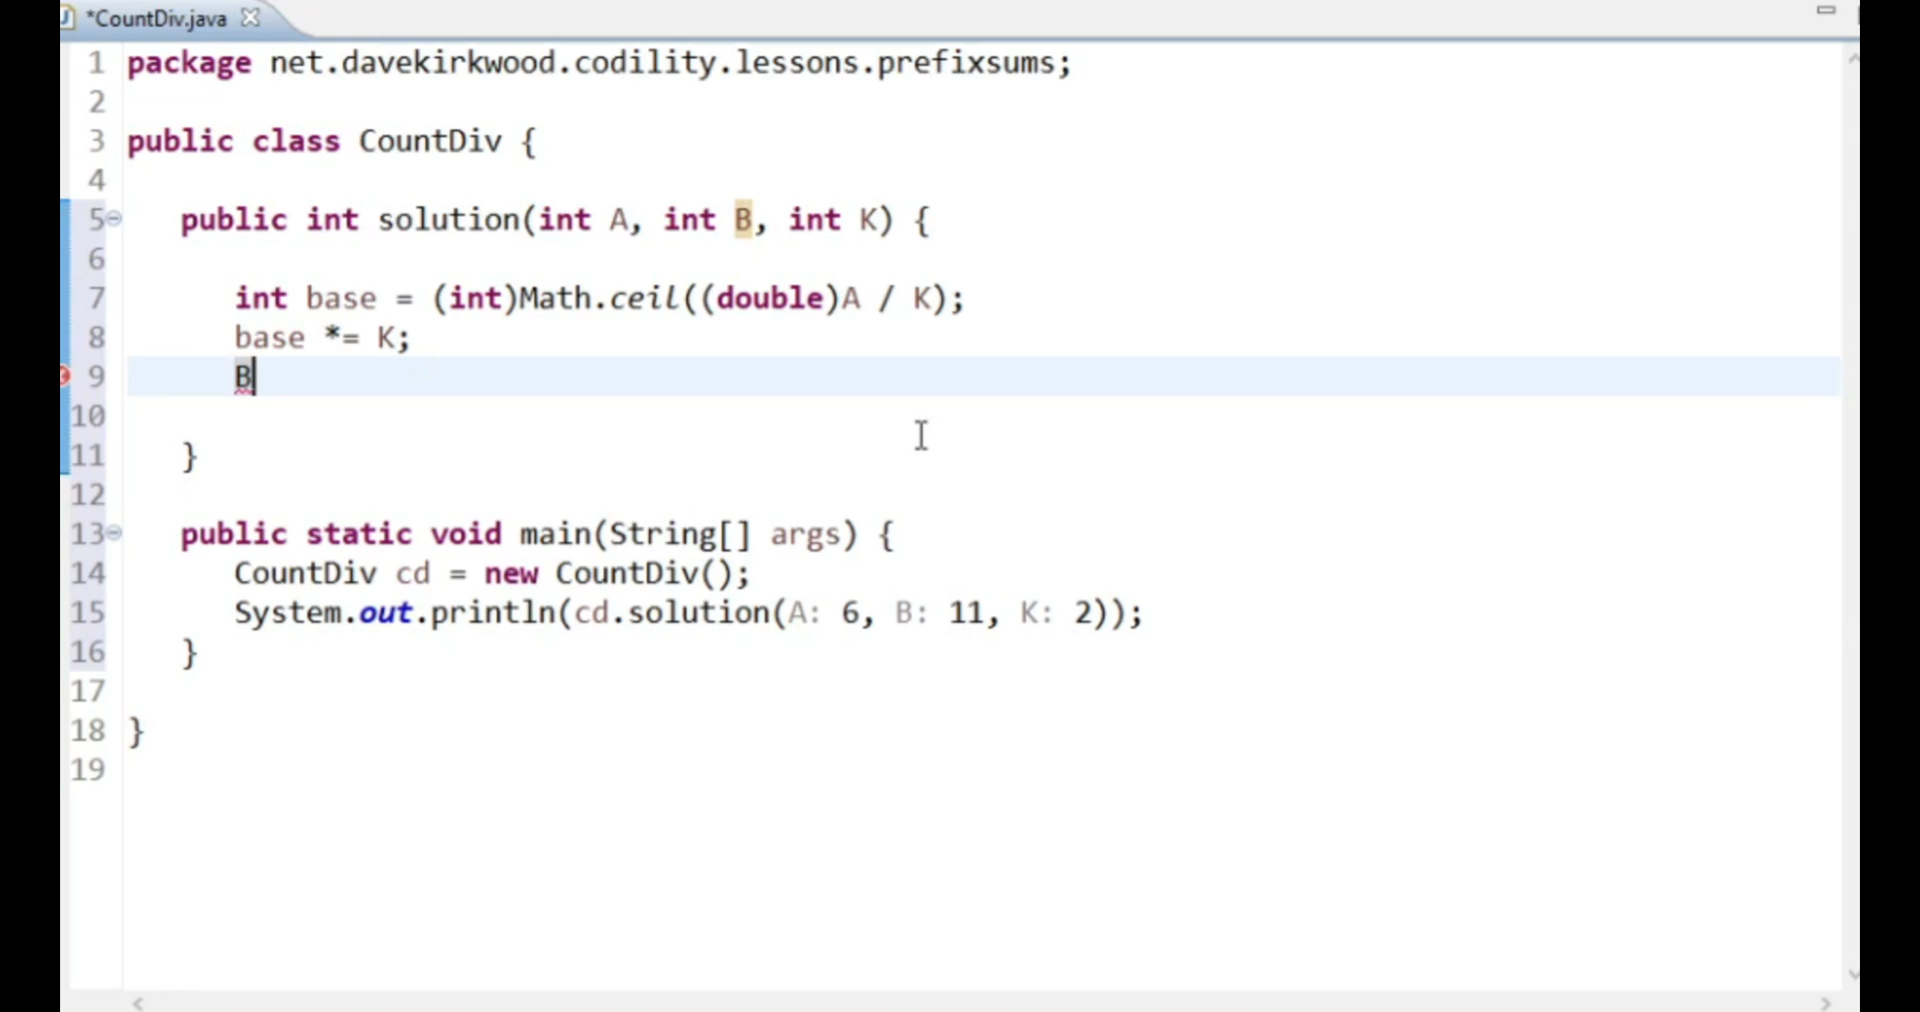 *CountDiv.java
1 package net.davekirkwood.codility.lessons.prefixsums;
2
3 public class CountDiv {
4
5 public int solution(int A, int B, int K) {
6
7 int base = (int)Math.ceil((double)A / K);
8 base *= K;
9 B
10
11 }
12
13 public static void main(String[] args) {
14 CountDiv cd = new CountDiv();
15 System.out.println(cd.solution(A: 6, B: 11, K: 2));
16 }
17
18 }
19